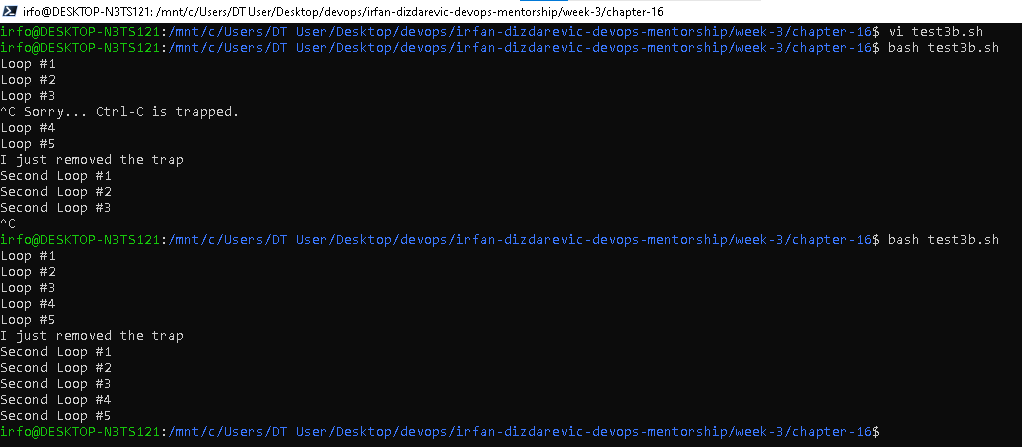 irfo@DESKTOP-N3TS121: /mnt/c/Users/DT User/Desktop/devops/irfan-dizdarevic-devops-mentorship/week-3/chapter-16
irfo@DESKTOP-N3TS121:/mnt/c/Users/DT User/Desktop/devops/irfan-dizdarevic-devops-mentorship/week-3/chapter-16$ vi test3b.sh
irfo@DESKTOP-N3TS121:/mnt/c/Users/DT User/Desktop/devops/irfan-dizdarevic-devops-mentorship/week-3/chapter-16$ bash test3b.sh
Loop #1
Loop #2
Loop #3
^C Sorry... Ctrl-C is trapped.
Loop #4
Loop #5
I just removed the trap
Second Loop #1
Second Loop #2
Second Loop #3
^C
irfo@DESKTOP-N3TS121:/mnt/c/Users/DT User/Desktop/devops/irfan-dizdarevic-devops-mentorship/week-3/chapter-16$ bash test3b.sh
Loop #1
Loop #2
Loop #3
Loop #4
Loop #5
I just removed the trap
Second Loop #1
Second Loop #2
Second Loop #3
Second Loop #4
Second Loop #5
irfo@DESKTOP-N3TS121:/mnt/c/Users/DT User/Desktop/devops/irfan-dizdarevic-devops-mentorship/week-3/chapter-16$